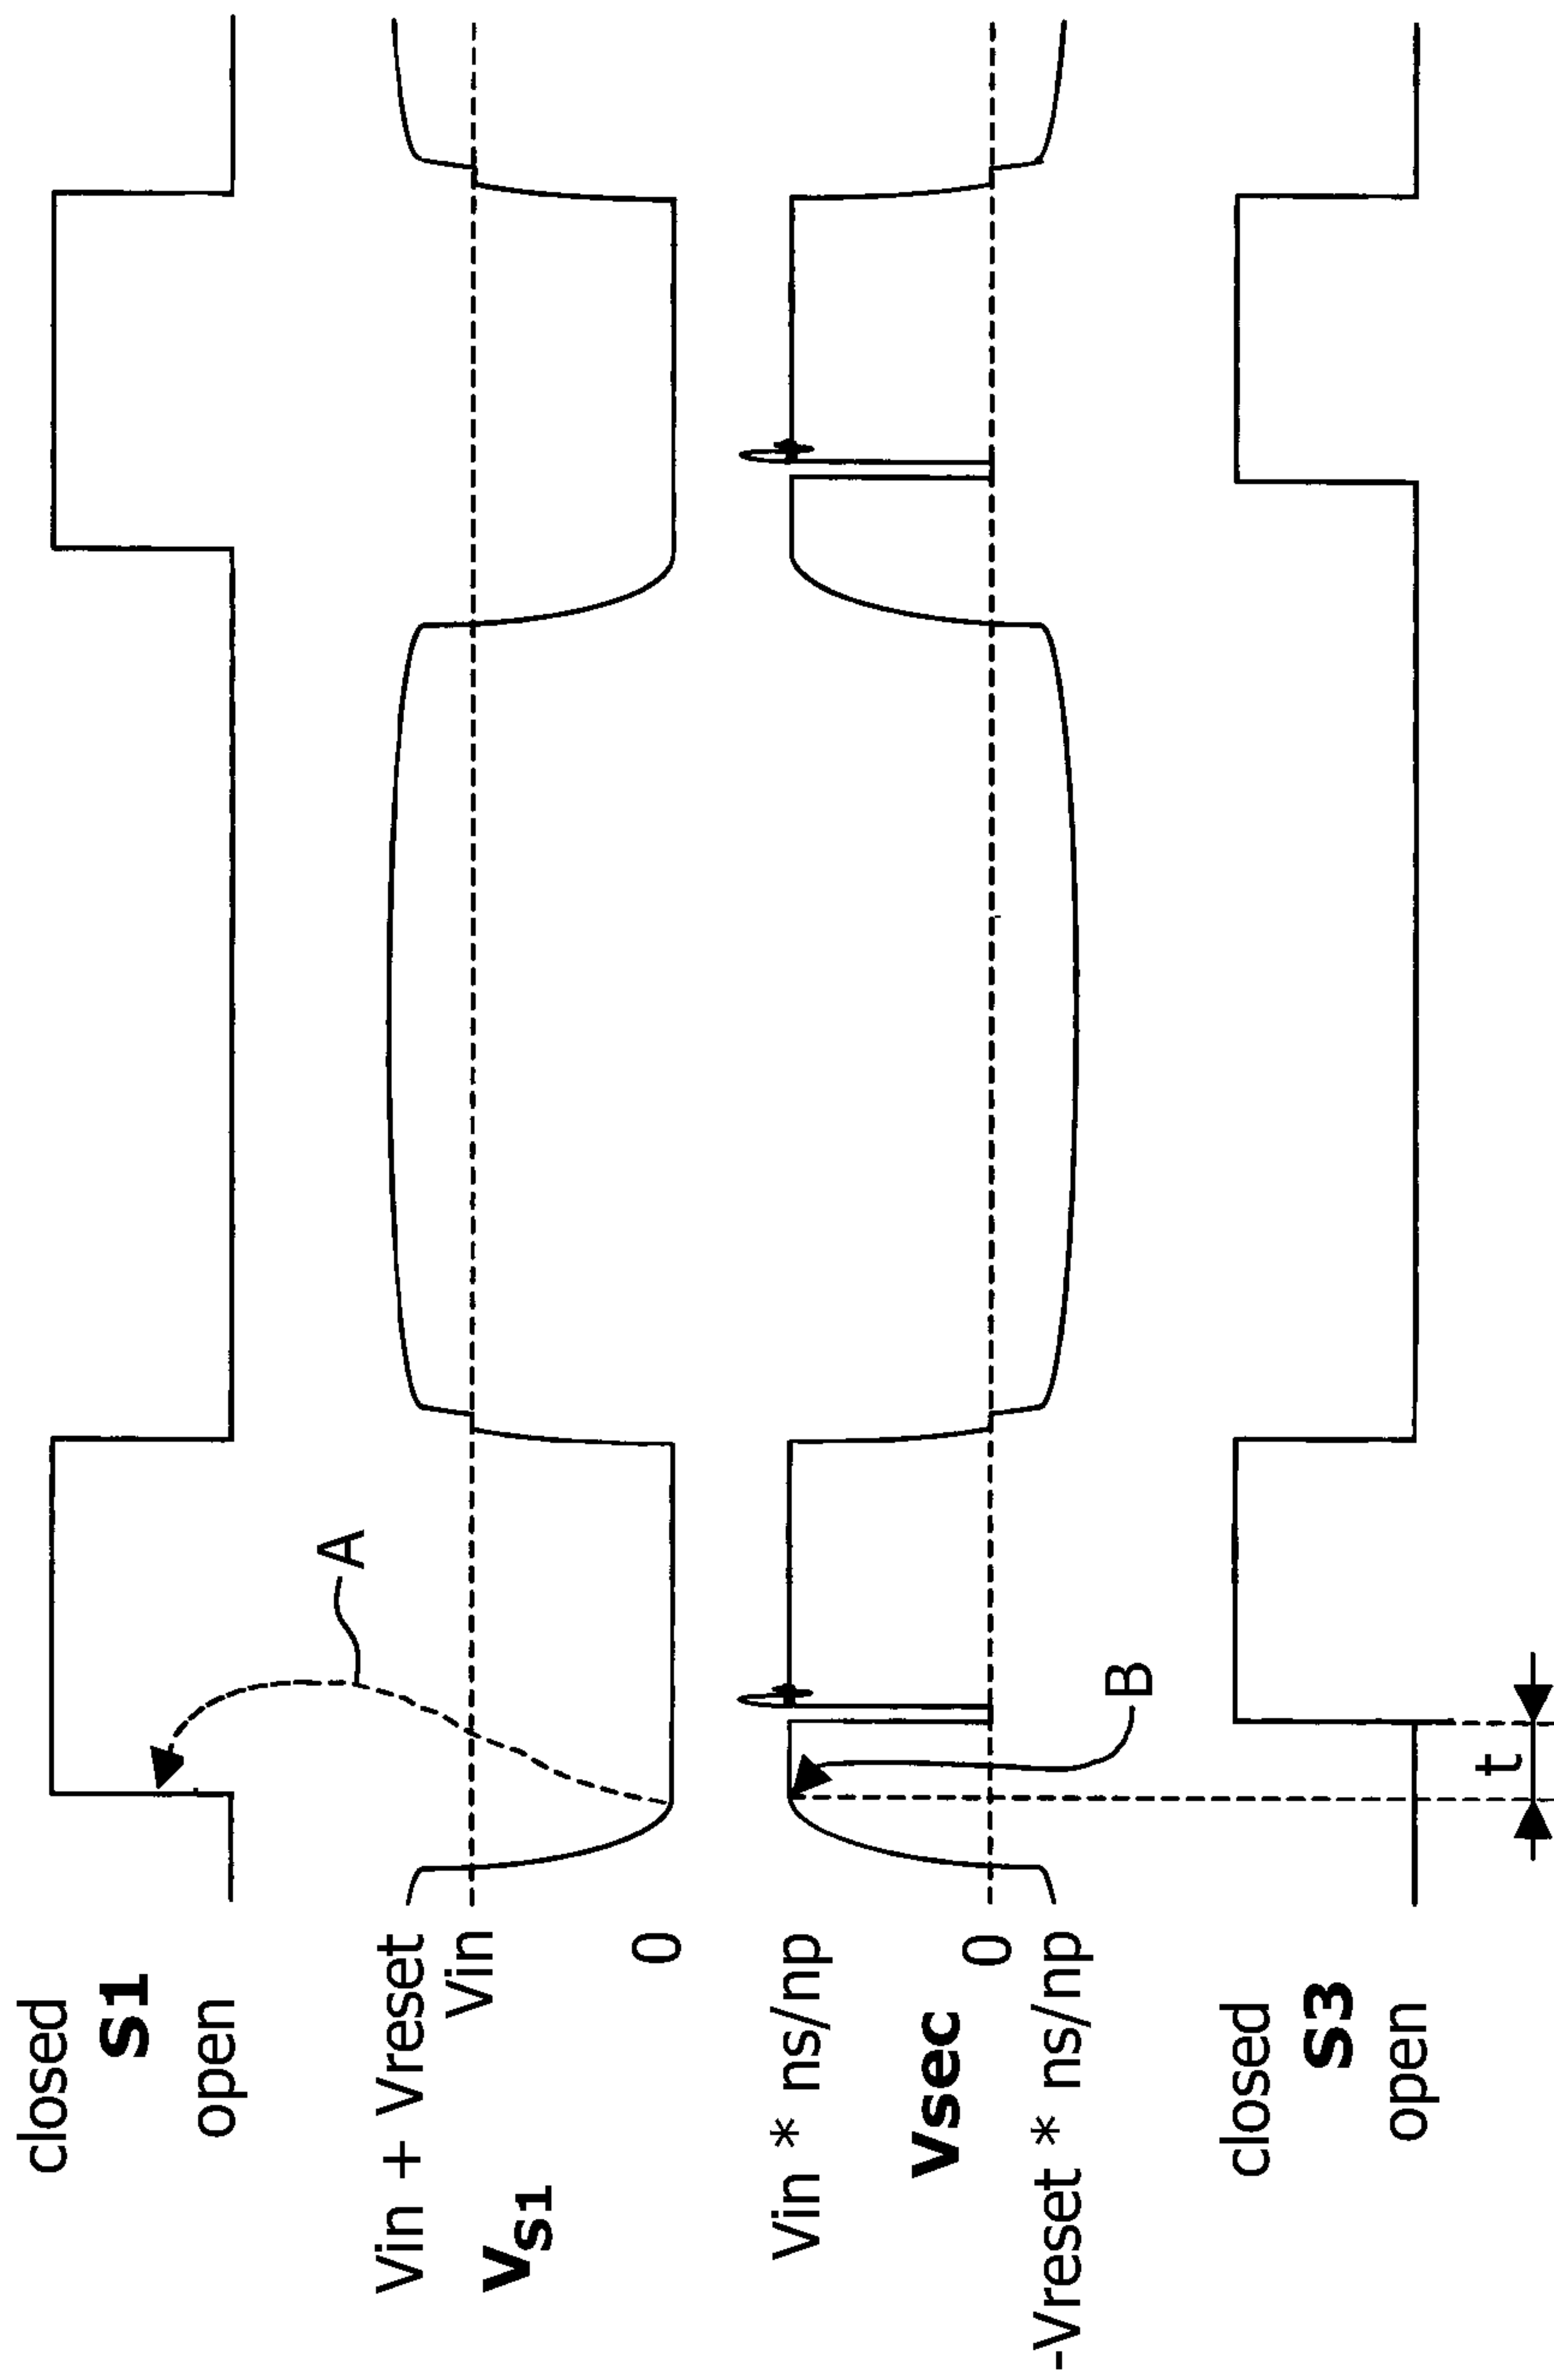 closed
S1
open
Vin + Vreset
Vin
VS1
0
A
Vin * ns/np
Vsec
0
-Vreset * ns/np
B
closed
S3
open
t